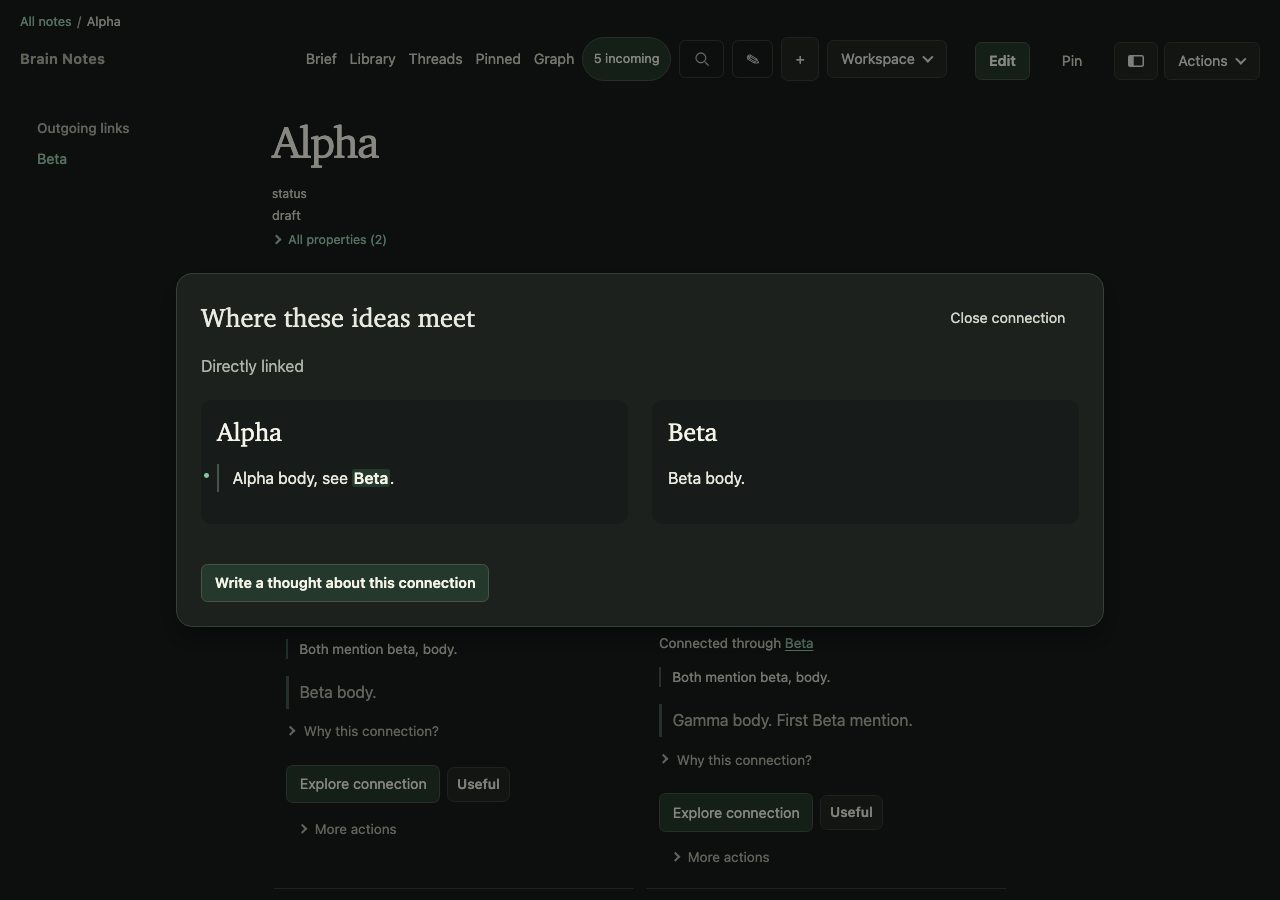 All notes / Alpha
Brain Notes
Brief Library Threads Pinned Graph 5 incoming + Workspace Edit Pin Actions
Outgoing links
Beta
Alpha
status
draft
All properties (2)
Where these ideas meet
Close connection
Directly linked
Alpha
Alpha body, see Beta.
Beta
Beta body.
Write a thought about this connection
Both mention beta, body.
Beta body.
Why this connection?
Explore connection Useful
More actions
Connected through Beta
Both mention beta, body.
Gamma body. First Beta mention.
Why this connection?
Explore connection Useful
More actions